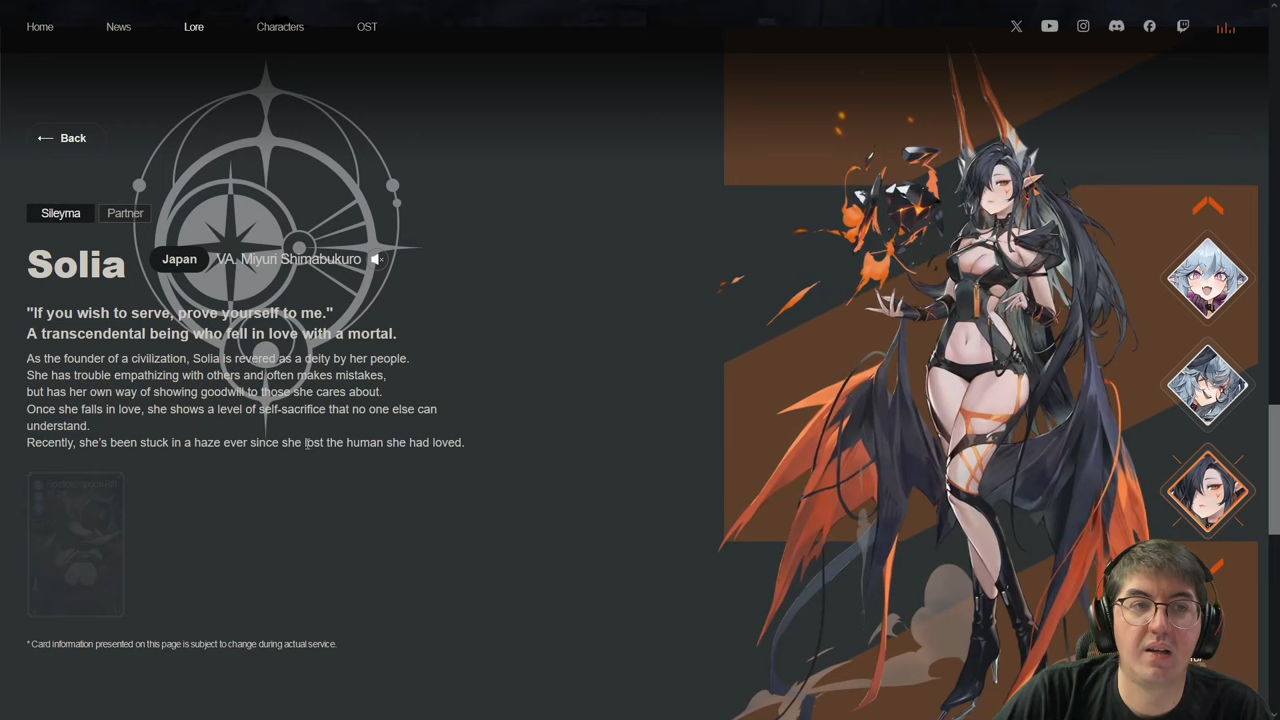 Home News Lore Characters OST
Back
Sileyma Partner
Solia Japan VA. Miyuri Shimabukuro
"If you wish to serve, prove yourself to me."
A transcendental being who fell in love with a mortal.
As the founder of a civilization, Solia is revered as a deity by her people.
She has trouble empathizing with others and often makes mistakes,
but has her own way of showing goodwill to those she cares about.
Once she falls in love, she shows a level of self-sacrifice that no one else can
understand.
Recently, she's been stuck in a haze ever since she lost the human she had loved.
* Card information presented on this page is subject to change during actual service.